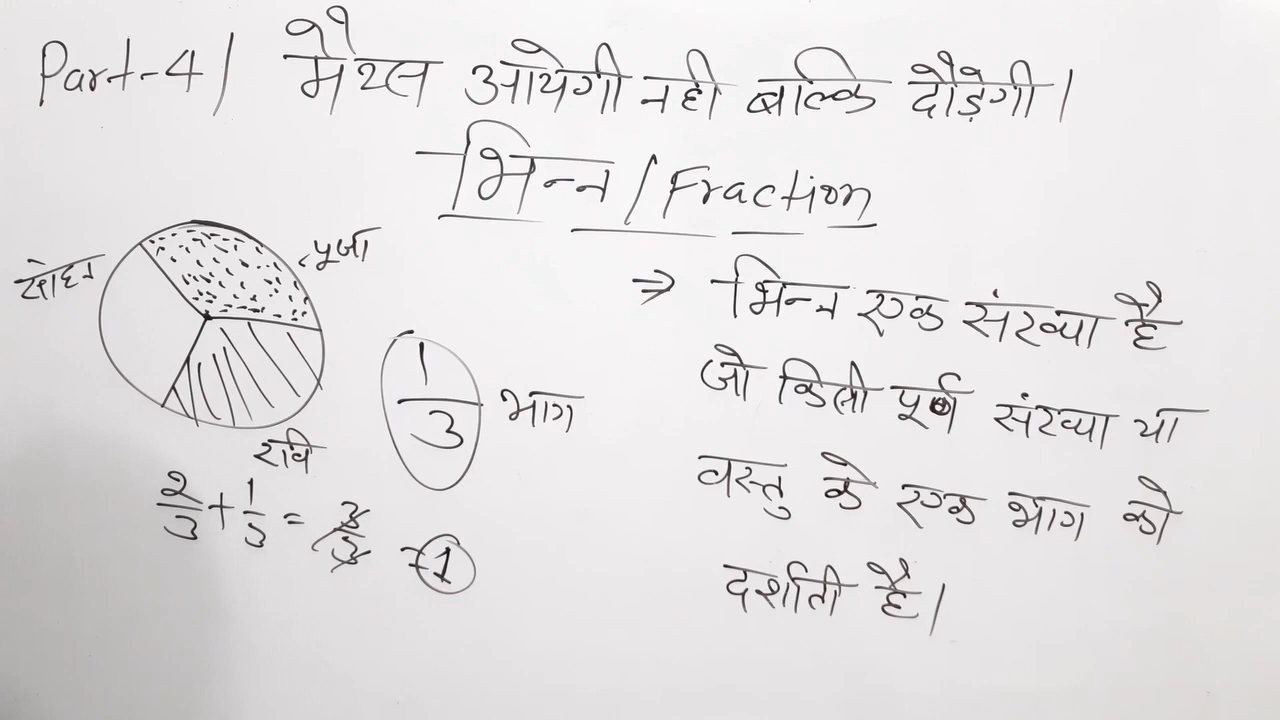 Part-4 / मैथ्स आयेगी नही बल्कि दौड़ेगी।
भिन्न / Fraction
पूजा
सोहन
रवि
1/3 भाग
2/3 + 1/3 = 3/3 = 1
⇒ भिन्न एक संख्या है
जो किसी पूर्ण संख्या या
वस्तु के एक भाग को
दर्शाती है।